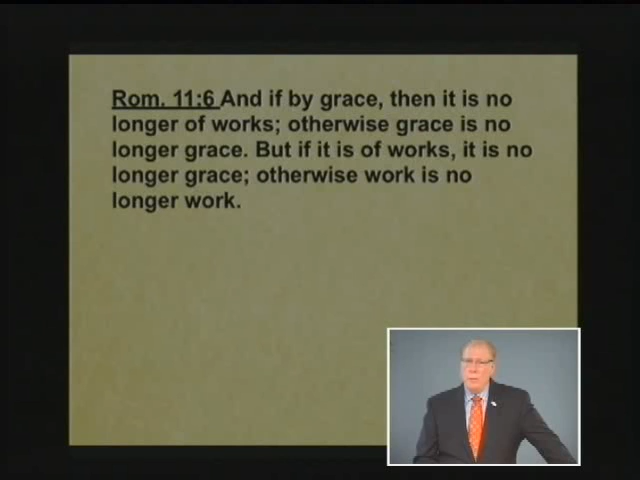 Rom. 11:6 And if by grace, then it is no
longer of works; otherwise grace is no
longer grace. But if it is of works, it is no
longer grace; otherwise work is no
longer work.